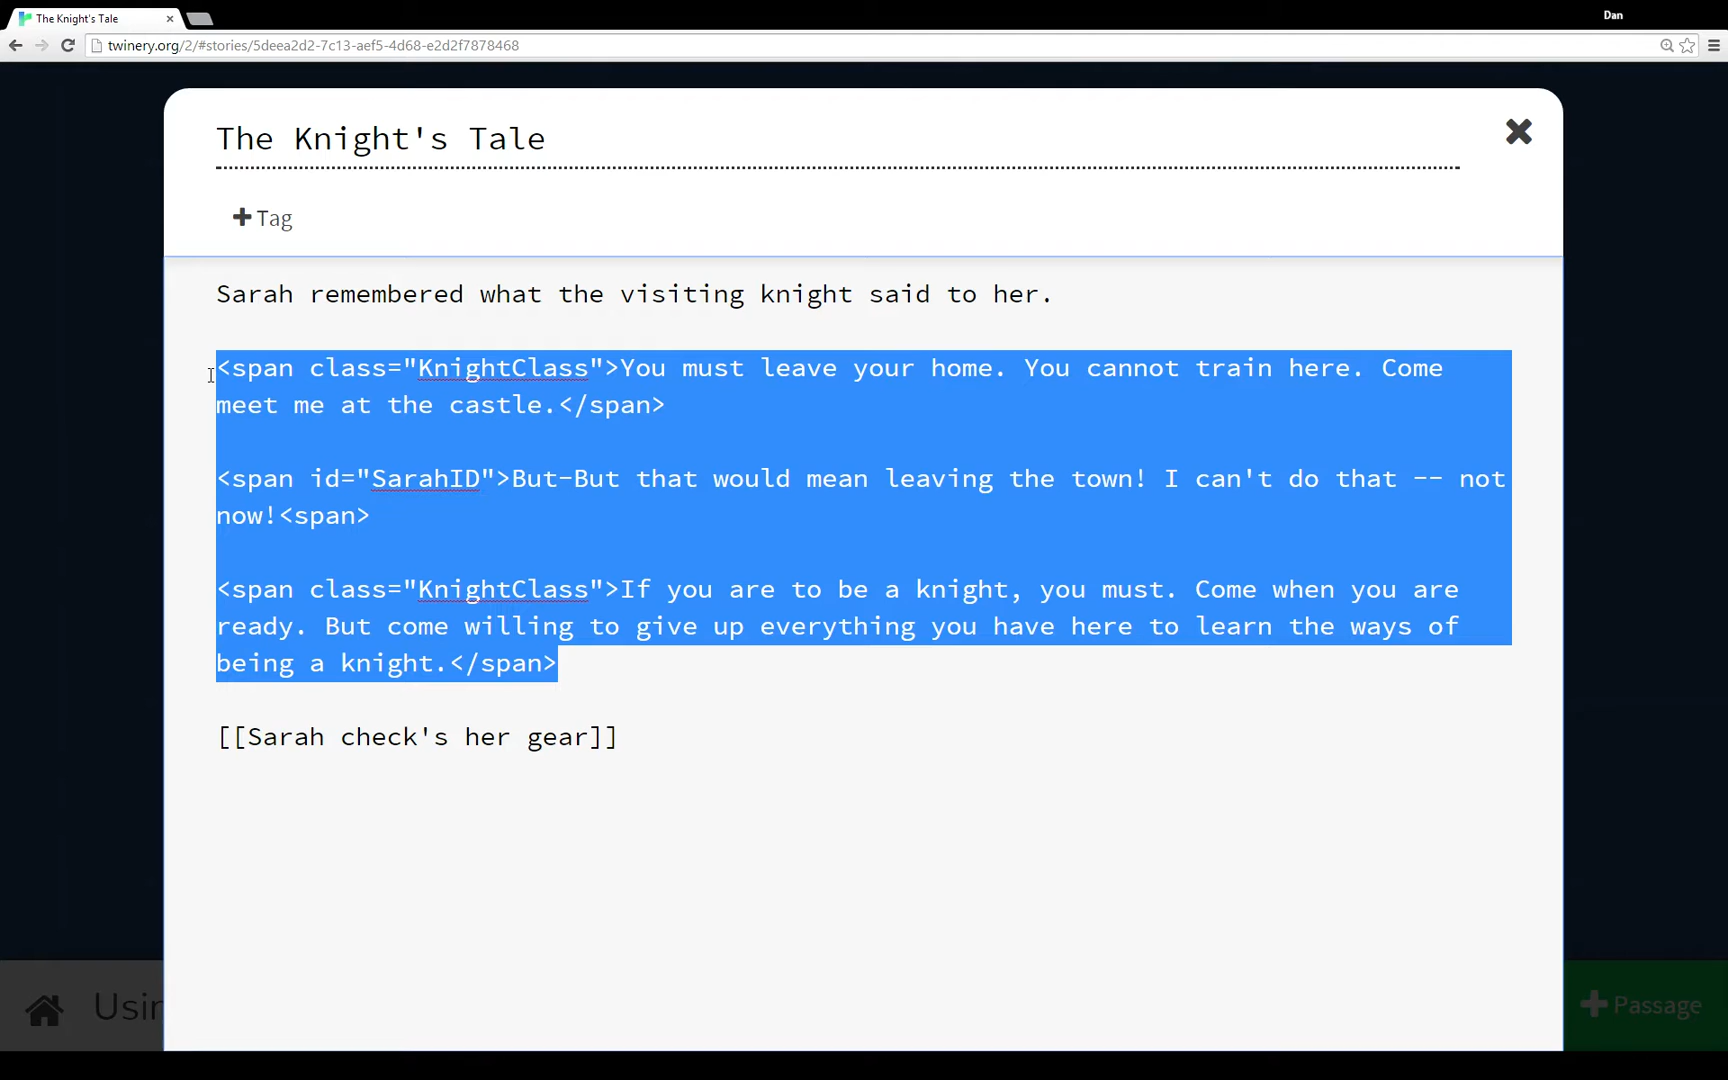 The Knight's Tale
Dan
twinery.org/2/#stories/5deea2d2-7c13-aef5-4d68-e2d2f7878468
The Knight's Tale
Tag
Sarah remembered what the visiting knight said to her.
<span class="KnightClass">You must leave your home. You cannot train here. Come
meet me at the castle.</span>
<span id="SarahID">But-But that would mean leaving the town! I can't do that -- not
now!<span>
<span class="KnightClass">If you are to be a knight, you must. Come when you are
ready. But come willing to give up everything you have here to learn the ways of
being a knight.</span>
[[Sarah check's her gear]]
Usin
Passage